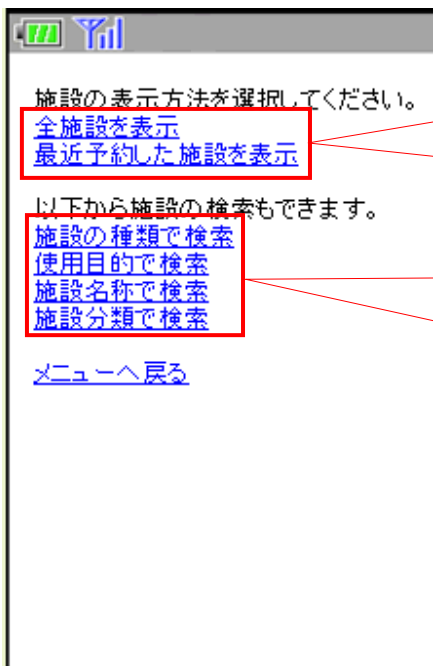 施設の表示方法を選択してください。
全施設を表示
最近予約した施設を表示
以下から施設の検索もできます。
施設の種類で検索
使用目的で検索
施設名称で検索
施設分類で検索
メニューへ戻る